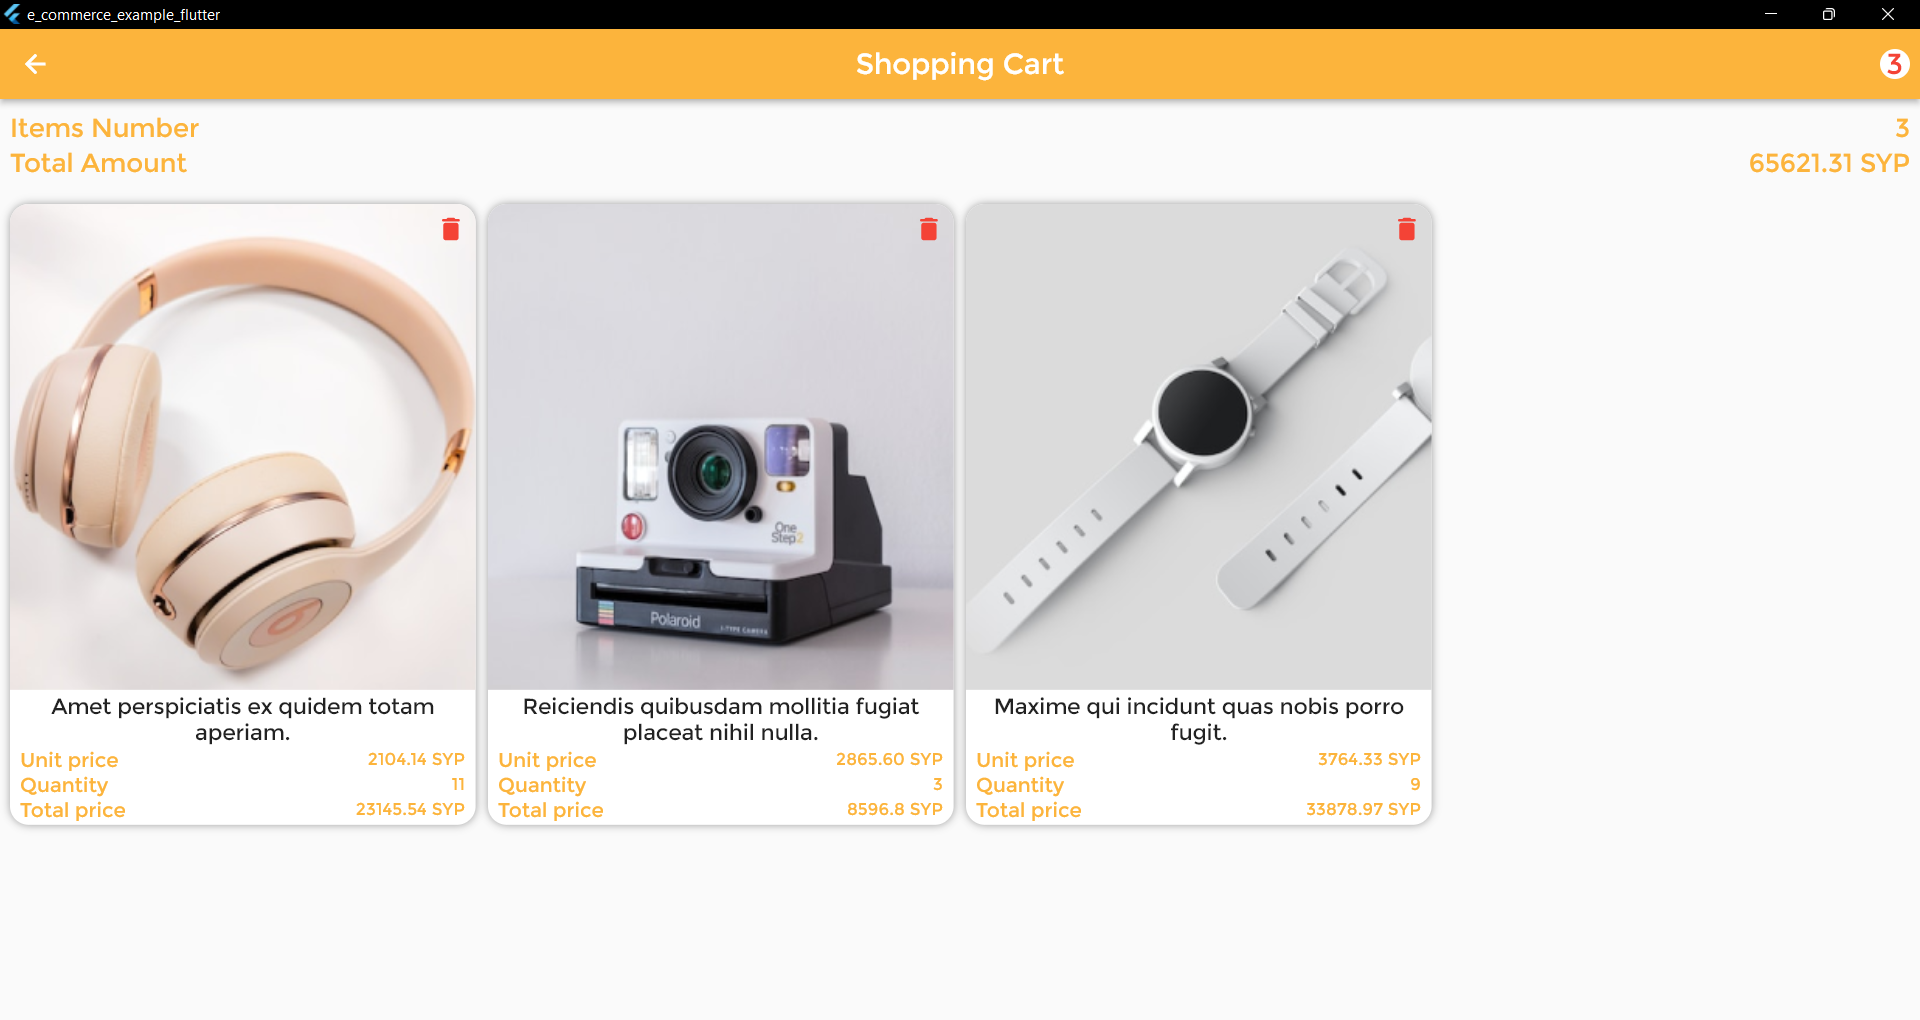 e_commerce_example_flutter
Shopping Cart
3
Items Number 3
Total Amount 65621.31 SYP
One
Step2
Polaroid
i-TYPE CAMERA
Amet perspiciatis ex quidem totam
aperiam.
Unit price 2104.14 SYP
Quantity 11
Total price 23145.54 SYP
Reiciendis quibusdam mollitia fugiat
placeat nihil nulla.
Unit price 2865.60 SYP
Quantity 3
Total price 8596.8 SYP
Maxime qui incidunt quas nobis porro
fugit.
Unit price 3764.33 SYP
Quantity 9
Total price 33878.97 SYP